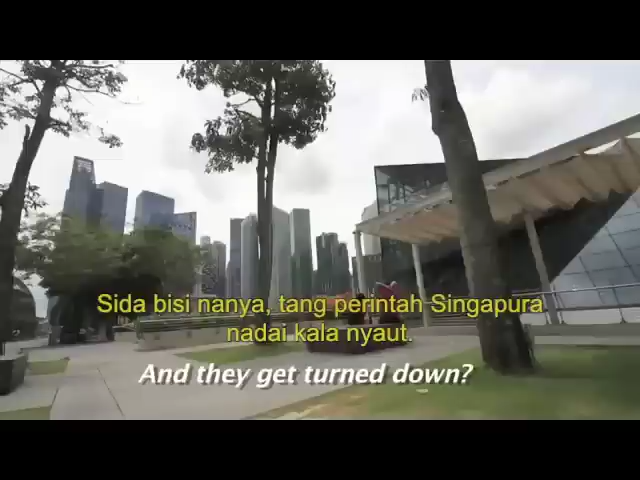 Sida bisi nanya, tang perintah Singapura
nadai kala nyaut.
And they get turned down?